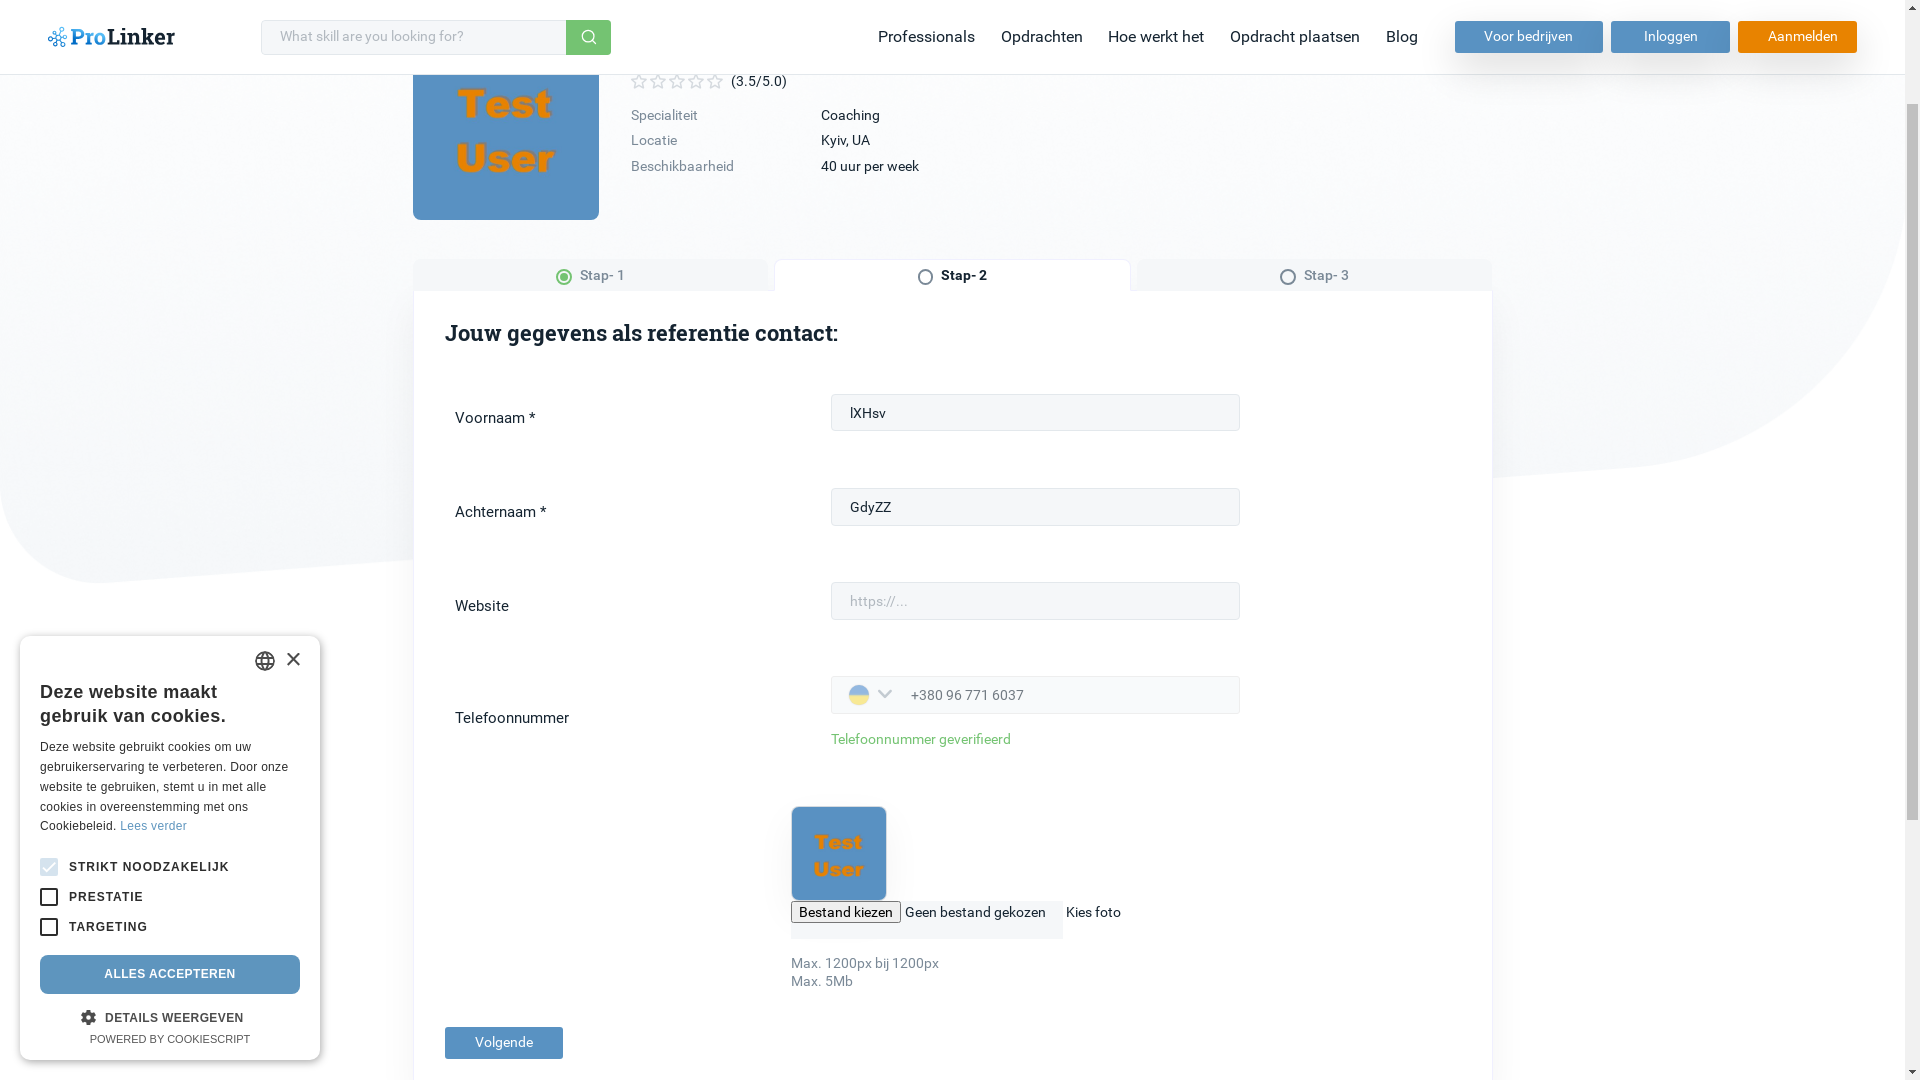 ProLinker
What skill are you looking for?
Professionals
Opdrachten
Hoe werkt het
Opdracht plaatsen
Blog
Voor bedrijven
Inloggen
Aanmelden
Test
User
(3.5/5.0)
Specialiteit Coaching
Locatie Kyiv, UA
Beschikbaarheid 40 uur per week
Stap- 1
Stap- 2
Stap- 3
Jouw gegevens als referentie contact:
Voornaam * lXHsv
Achternaam * GdyZZ
Website https://...
Telefoonnummer +380 96 771 6037
Telefoonnummer geverifieerd
Test
User
Bestand kiezen Geen bestand gekozen Kies foto
Max. 1200px bij 1200px
Max. 5Mb
Volgende
×
Deze website maakt
gebruik van cookies.
Deze website gebruikt cookies om uw
gebruikerservaring te verbeteren. Door onze
website te gebruiken, stemt u in met alle
cookies in overeenstemming met ons
Cookiebeleid. Lees verder
STRIKT NOODZAKELIJK
PRESTATIE
TARGETING
ALLES ACCEPTEREN
DETAILS WEERGEVEN
POWERED BY COOKIESCRIPT